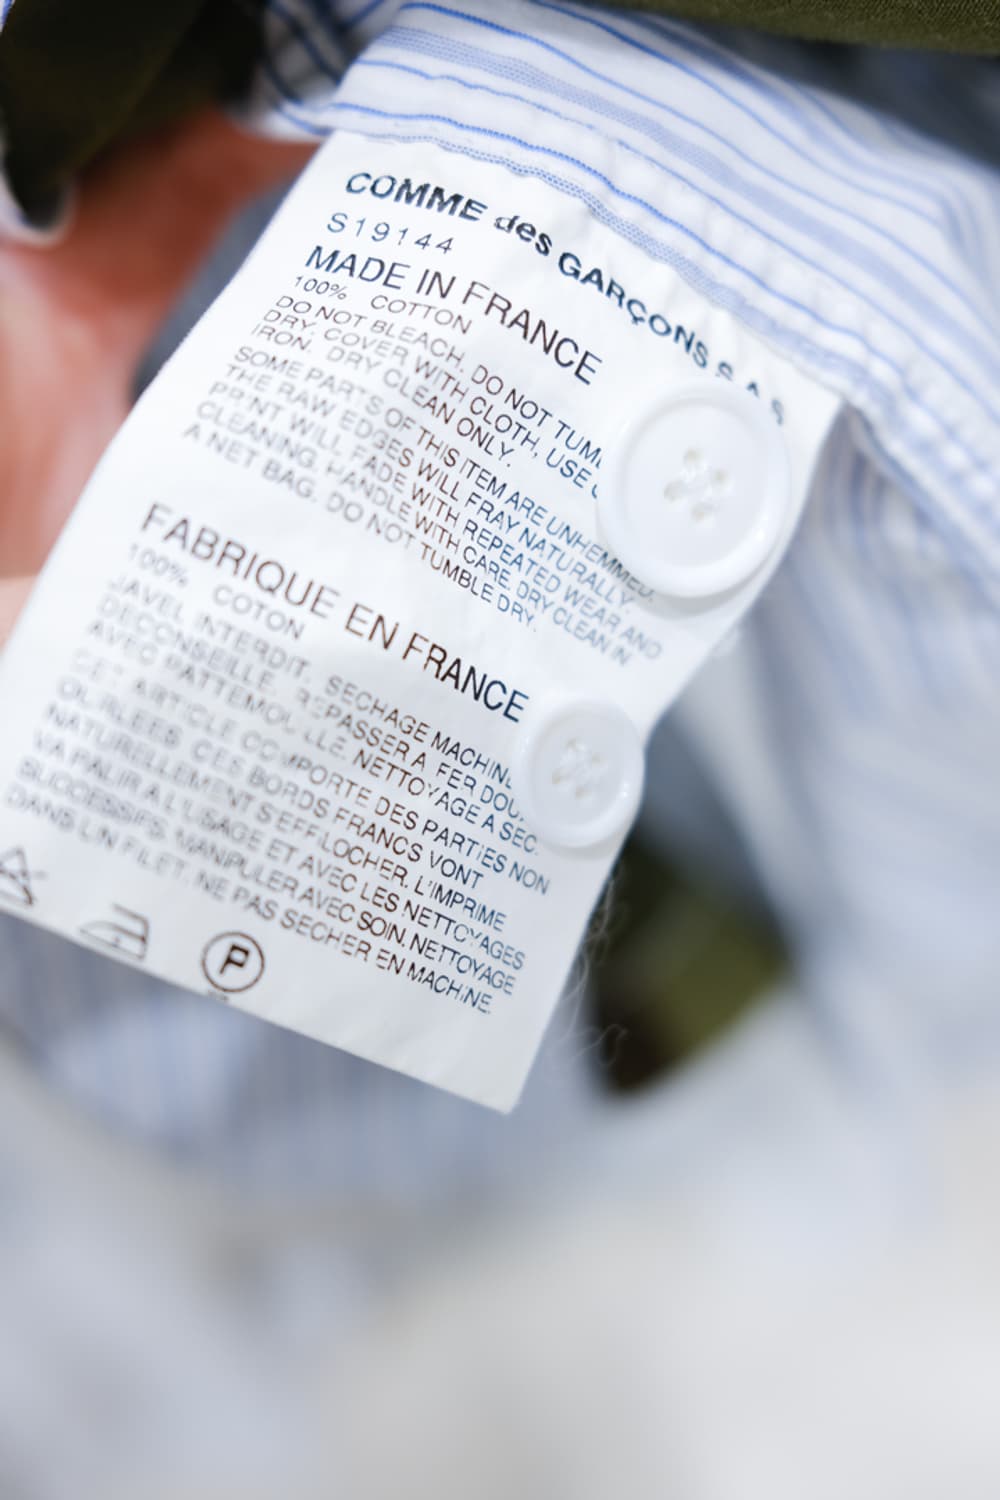 COMME des GARÇONS S.A.S
S19144
MADE IN FRANCE
100% COTTON
DO NOT BLEACH. DO NOT TUM
DRY. COVER WITH CLOTH, USE
IRON. DRY CLEAN ONLY.
SOME PARTS OF THIS ITEM ARE UNHEMMED.
THE RAW EDGES WILL FRAY NATURALLY.
PRINT WILL FADE WITH REPEATED WEAR AND
CLEANING. HANDLE WITH CARE. DRY CLEAN IN
A NET BAG. DO NOT TUMBLE DRY.
FABRIQUE EN FRANCE
100% COTON
JAVEL INTERDIT. SECHAGE MACHINE
DECONSEILLE. REPASSER A FER DOU
AVEC PATTEMOUILLE. NETTOYAGE A SEC.
CET ARTICLE COMPORTE DES PARTIES NON
OURLEES CES BORDS FRANCS VONT
NATURELLEMENT S'EFFILOCHER. L'IMPRIME
VA PALIR A L'USAGE ET AVEC LES NETTOYAGES
SUCCESSIFS. MANIPULER AVEC SOIN. NETTOYAGE
DANS UN FILET. NE PAS SECHER EN MACHINE.
P